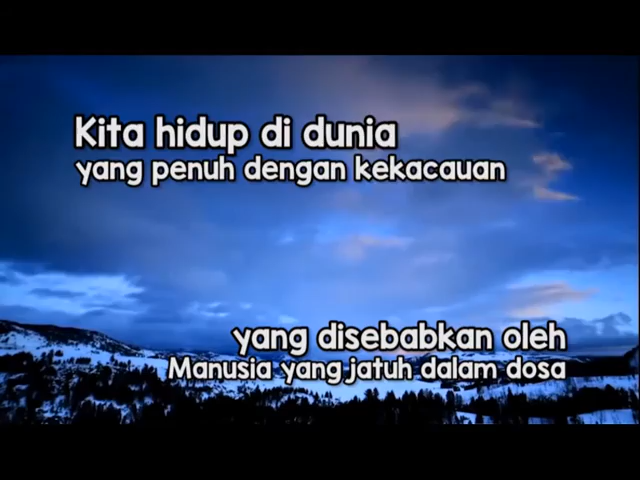 Kita hidup di dunia
yang penuh dengan kekacauan
yang disebabkan oleh
Manusia yang jatuh dalam dosa